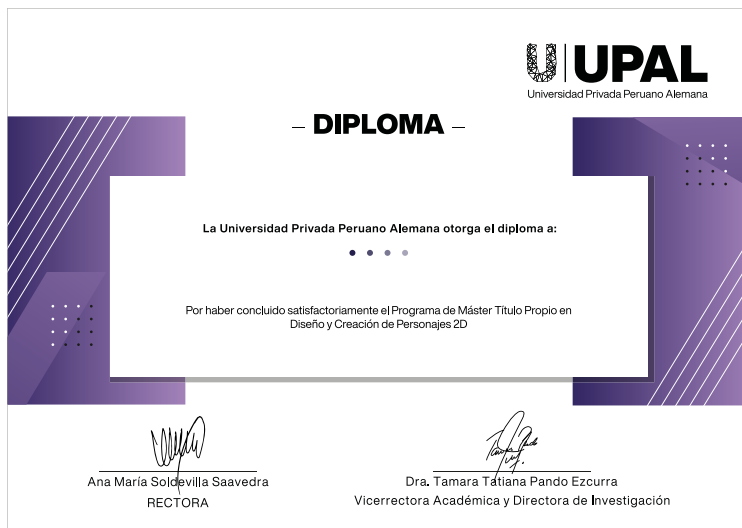 UPAL
Universidad Privada Peruano Alemana
– DIPLOMA –
La Universidad Privada Peruano Alemana otorga el diploma a:
Por haber concluido satisfactoriamente el Programa de Máster Título Propio en
Diseño y Creación de Personajes 2D
Ana María Soldevilla Saavedra
RECTORA
Dra. Tamara Tatiana Pando Ezcurra
Vicerrectora Académica y Directora de Investigación